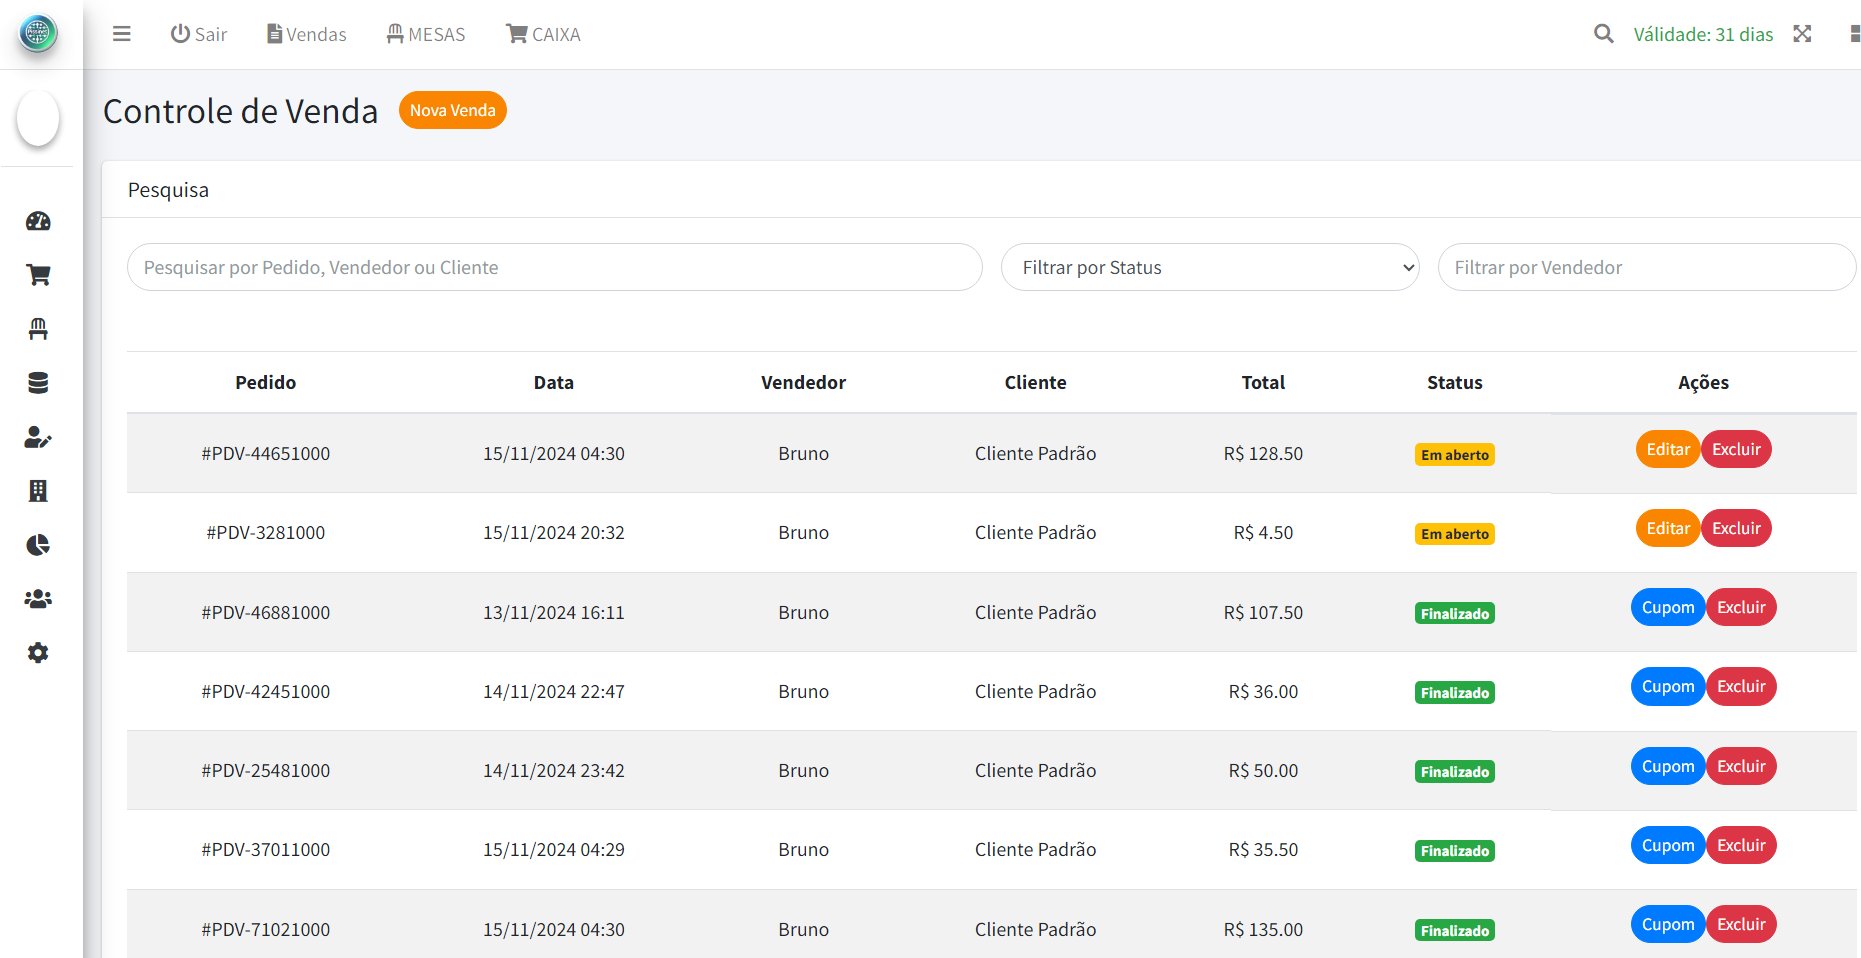 Sair Vendas MESAS CAIXA Válidade: 31 dias
Controle de Venda Nova Venda
Pesquisa
Pesquisar por Pedido, Vendedor ou Cliente Filtrar por Status Filtrar por Vendedor
Pedido Data Vendedor Cliente Total Status Ações
#PDV-44651000 15/11/2024 04:30 Bruno Cliente Padrão R$ 128.50 Em aberto Editar Excluir
#PDV-3281000 15/11/2024 20:32 Bruno Cliente Padrão R$ 4.50 Em aberto Editar Excluir
#PDV-46881000 13/11/2024 16:11 Bruno Cliente Padrão R$ 107.50 Finalizado Cupom Excluir
#PDV-42451000 14/11/2024 22:47 Bruno Cliente Padrão R$ 36.00 Finalizado Cupom Excluir
#PDV-25481000 14/11/2024 23:42 Bruno Cliente Padrão R$ 50.00 Finalizado Cupom Excluir
#PDV-37011000 15/11/2024 04:29 Bruno Cliente Padrão R$ 35.50 Finalizado Cupom Excluir
#PDV-71021000 15/11/2024 04:30 Bruno Cliente Padrão R$ 135.00 Finalizado Cupom Excluir